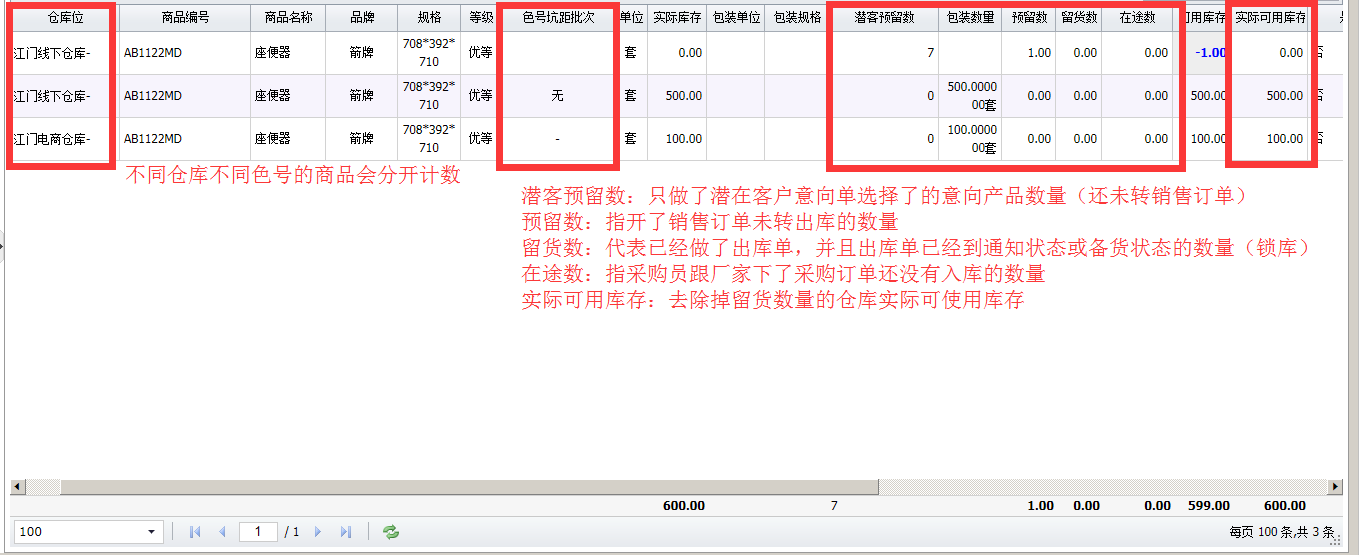 仓库位 商品编号 商品名称 品牌 规格 等级 色号坑距批次 单位 实际库存 包装单位 包装规格 潜客预留数 包装数量 预留数 留货数 在途数 可用库存 实际可用库存
江门线下仓库- AB1122MD 座便器 箭牌 708*392*710 优等 套 0.00 7 1.00 0.00 0.00 -1.00 0.00 否
江门线下仓库- AB1122MD 座便器 箭牌 708*392*710 优等 无 套 500.00 0 500.000000套 0.00 0.00 0.00 500.00 500.00 否
江门电商仓库- AB1122MD 座便器 箭牌 708*392*710 优等 - 套 100.00 0 100.000000套 0.00 0.00 0.00 100.00 100.00 否
不同仓库不同色号的商品会分开计数
潜客预留数：只做了潜在客户意向单选择了的意向产品数量（还未转销售订单）
预留数：指开了销售订单未转出库的数量
留货数：代表已经做了出库单，并且出库单已经到通知状态或备货状态的数量（锁库）
在途数：指采购员跟厂家下了采购订单还没有入库的数量
实际可用库存：去除掉留货数量的仓库实际可使用库存
600.00 7 1.00 0.00 0.00 599.00 600.00
100 1 / 1 每页 100 条,共 3 条